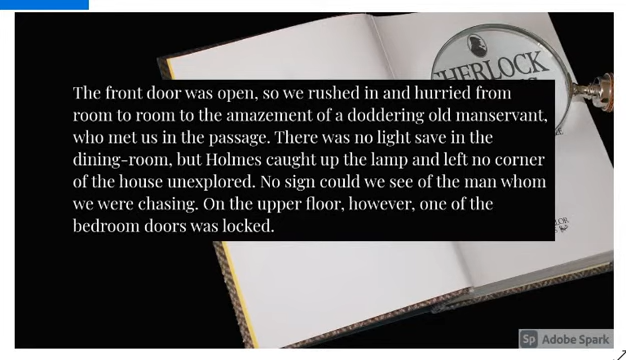 SHERLOCK
The front door was open, so we rushed in and hurried from
room to room to the amazement of a doddering old manservant,
who met us in the passage. There was no light save in the
dining-room, but Holmes caught up the lamp and left no corner
of the house unexplored. No sign could we see of the man whom
we were chasing. On the upper floor, however, one of the
bedroom doors was locked.
Sp Adobe Spark